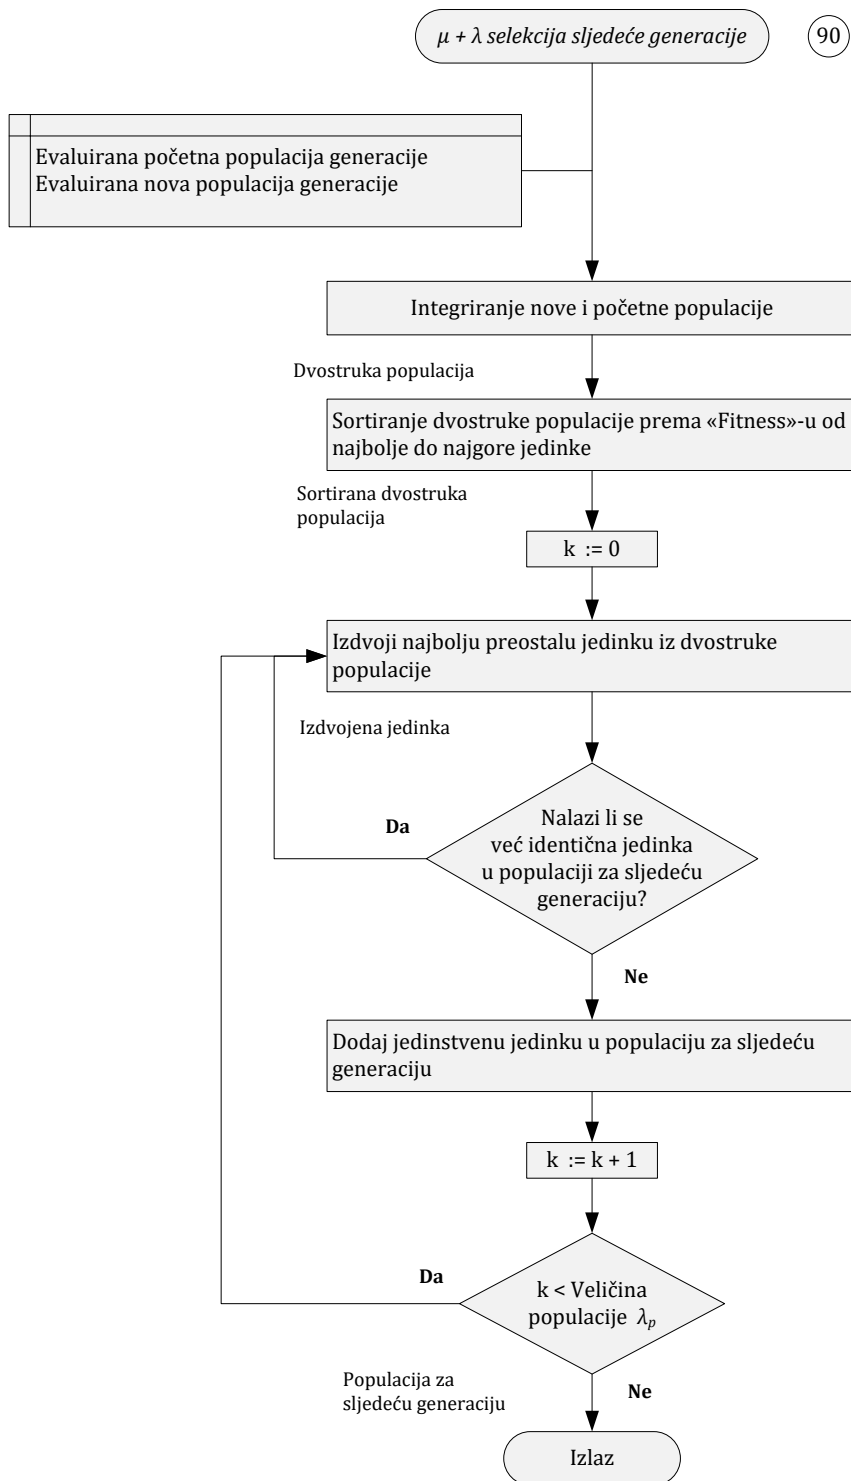 μ + λ selekcija sljedeće generacije
90
Evaluirana početna populacija generacije
Evaluirana nova populacija generacije
Integriranje nove i početne populacije
Dvostruka populacija
Sortiranje dvostruke populacije prema «Fitness»-u od
najbolje do najgore jedinke
Sortirana dvostruka
populacija
k := 0
Izdvoji najbolju preostalu jedinku iz dvostruke
populacije
Izdvojena jedinka
Da
Nalazi li se
već identična jedinka
u populaciji za sljedeću
generaciju?
Ne
Dodaj jedinstvenu jedinku u populaciju za sljedeću
generaciju
k := k + 1
Da
k < Veličina
populacije λp
Populacija za
sljedeću generaciju
Ne
Izlaz